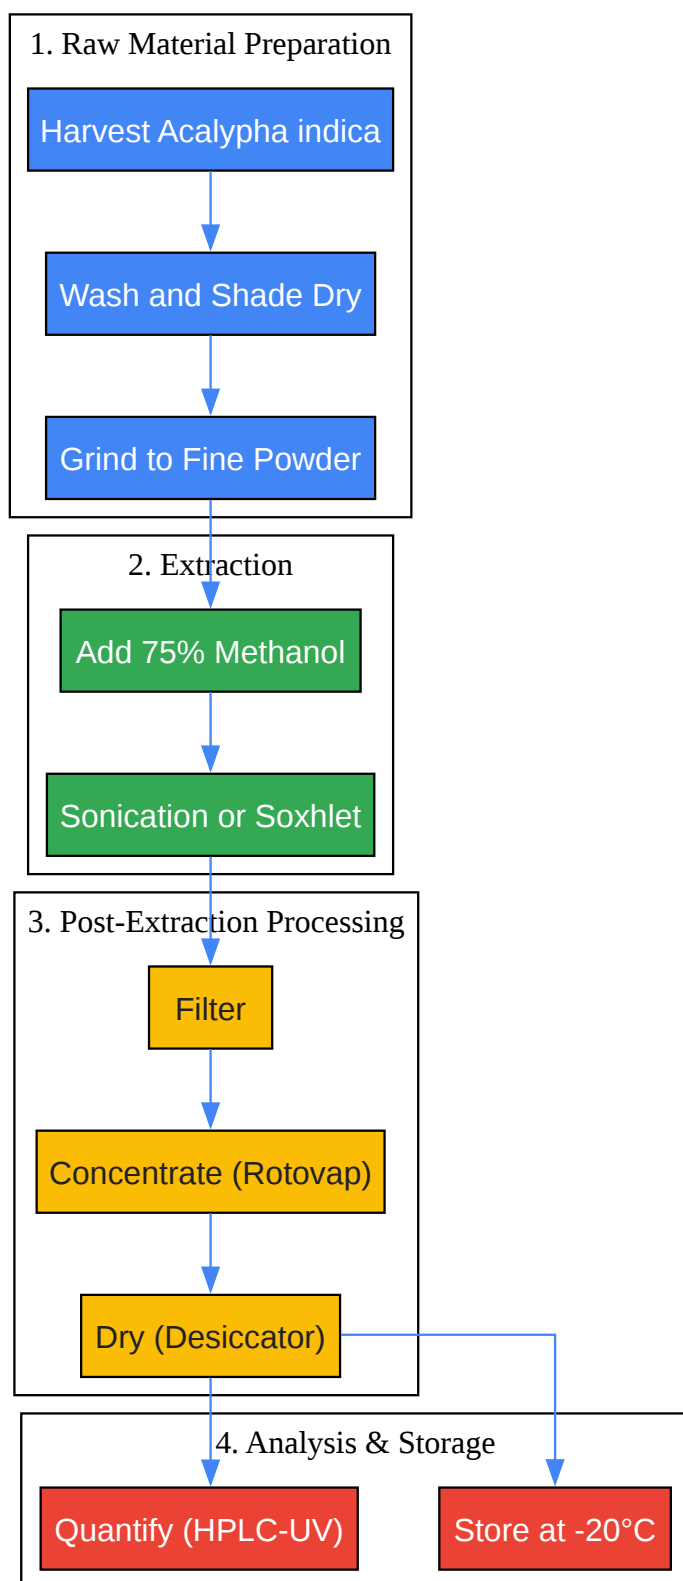 1. Raw Material Preparation
Harvest Acalypha indica
Wash and Shade Dry
Grind to Fine Powder
2. Extraction
Add 75% Methanol
Sonication or Soxhlet
3. Post-Extraction Processing
Filter
Concentrate (Rotovap)
Dry (Desiccator)
4. Analysis & Storage
Quantify (HPLC-UV)
Store at -20°C